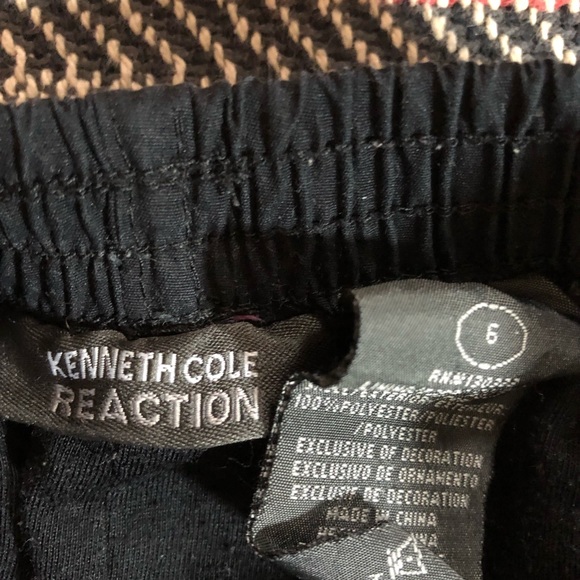 KENNETH COLE
REACTION
6
100% POLYESTER/POLIESTER
/POLYESTER
EXCLUSIVE OF DECORATION
EXCLUSIVO DE ORNAMENTO
EXCLUSIF DE DECORATION
MADE IN CHINA
CHINA